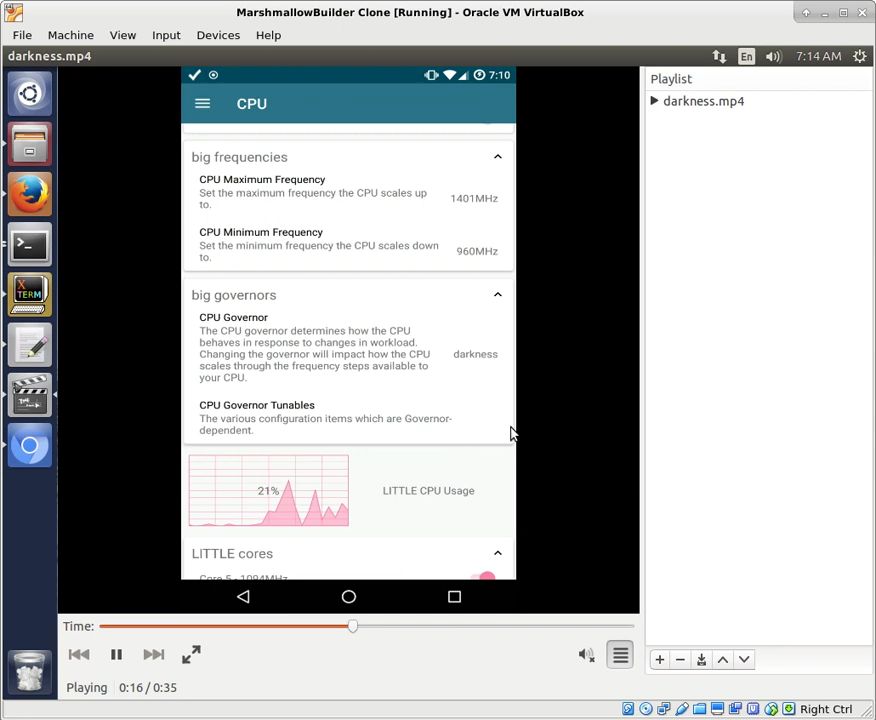 MarshmallowBuilder Clone [Running] - Oracle VM VirtualBox
File Machine View Input Devices Help
darkness.mp4
En
7:14 AM
7:10
CPU
big frequencies
CPU Maximum Frequency
Set the maximum frequency the CPU scales up
to.
1401MHz
CPU Minimum Frequency
Set the minimum frequency the CPU scales down
to.
960MHz
big governors
CPU Governor
The CPU governor determines how the CPU
behaves in response to changes in workload.
Changing the governor will impact how the CPU
scales through the frequency steps available to
your CPU.
darkness
CPU Governor Tunables
The various configuration items which are Governor-
dependent.
21%
LITTLE CPU Usage
LITTLE cores
Core 5 - 1094MHz
Playlist
darkness.mp4
X
TERM
Time:
Playing 0:16 / 0:35
Right Ctrl